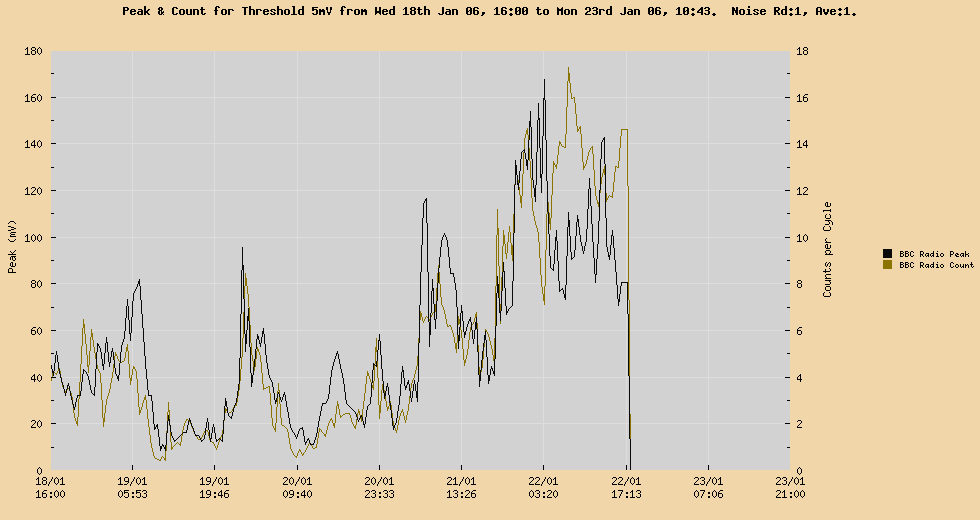 Peak & Count for Threshold 5mV from Wed 18th Jan 06, 16:00 to Mon 23rd Jan 06, 10:43.  Noise Rd:1, Ave:1.
180
160
140
120
100
80
60
40
20
0
Peak (mV)
18
16
14
12
10
8
6
4
2
0
Counts per Cycle
BBC Radio Peak
BBC Radio Count
18/01 19/01 19/01 20/01 20/01 21/01 22/01 22/01 23/01 23/01
16:00 05:53 19:46 09:40 23:33 13:26 03:20 17:13 07:06 21:00